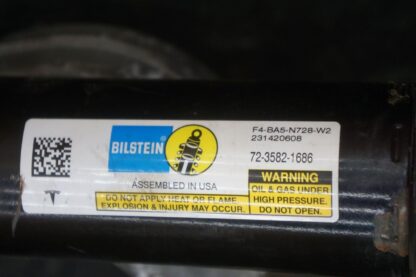 F4-BA5-N728-W2
231420608
BILSTEIN
72-3582-1686
ASSEMBLED IN USA
WARNING
OIL & GAS UNDER
HIGH PRESSURE.
DO NOT OPEN.
DO NOT APPLY HEAT OR FLAME.
EXPLOSION & INJURY MAY OCCUR.